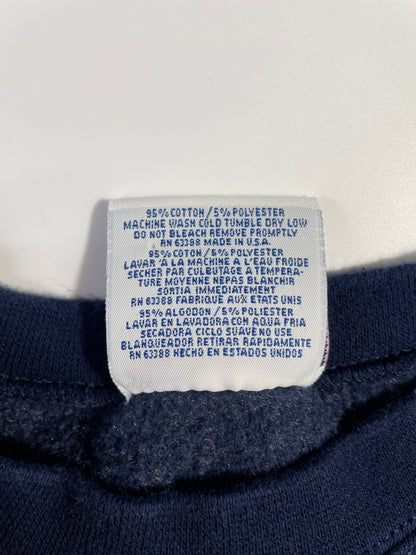 95% COTTON/5% POLYESTER
MACHINE WASH COLD TUMBLE DRY LOW
DO NOT BLEACH REMOVE PROMPTLY
RN 63388 MADE IN U.S.A.
95% COTON/5% POLYESTER
LAVAR 'A LA MACHINE A L'EAU FROIDE
SECHER PAR CULBUTAGE A TEMPERA-
TURE MOYENNE NEPAS BLANCHIR
SORTIA IMMEDIATEMENT
RN 63388 FABRIQUE AUX ETATS UNIS
95% ALGODON/5% POLIESTER
LAVAR EN LAVADORA CON AQUA FRIA
SECADORA CICLO SUAVE NO USE
BLANQUEADOR RETIRAR RAPIDAMENTE
RN 63388 HECHO EN ESTADOS UNIDOS